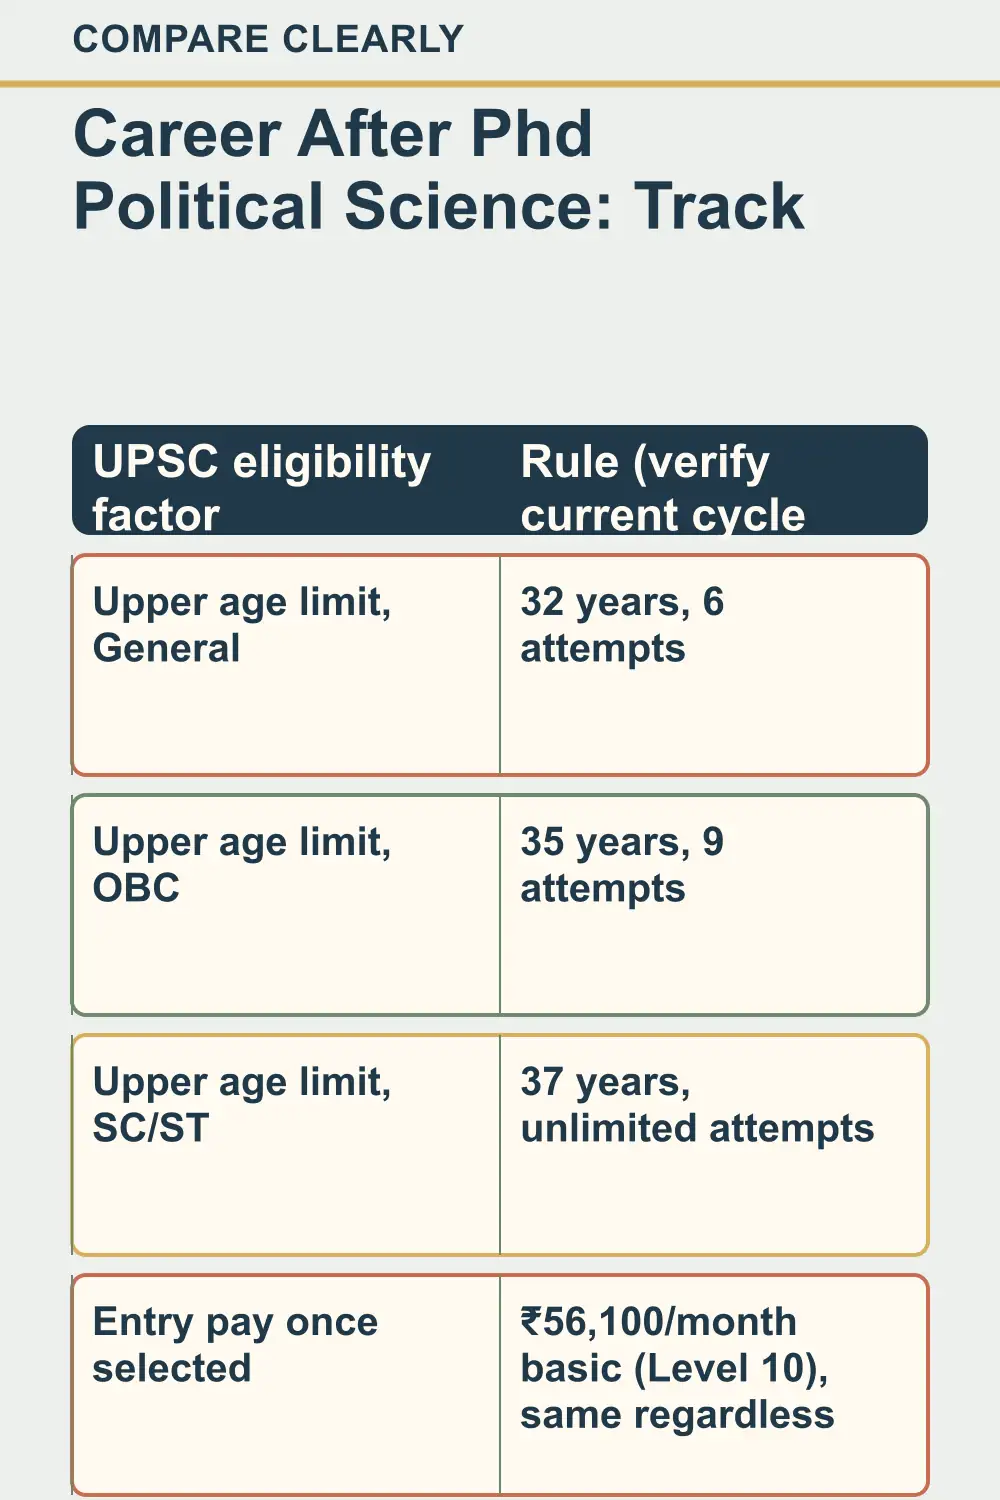 COMPARE CLEARLY
Career After Phd
Political Science: Track
UPSC eligibility
factor
Rule (verify
current cycle
Upper age limit,
General
32 years, 6
attempts
Upper age limit,
OBC
35 years, 9
attempts
Upper age limit,
SC/ST
37 years,
unlimited attempts
Entry pay once
selected
₹56,100/month
basic (Level 10),
same regardless